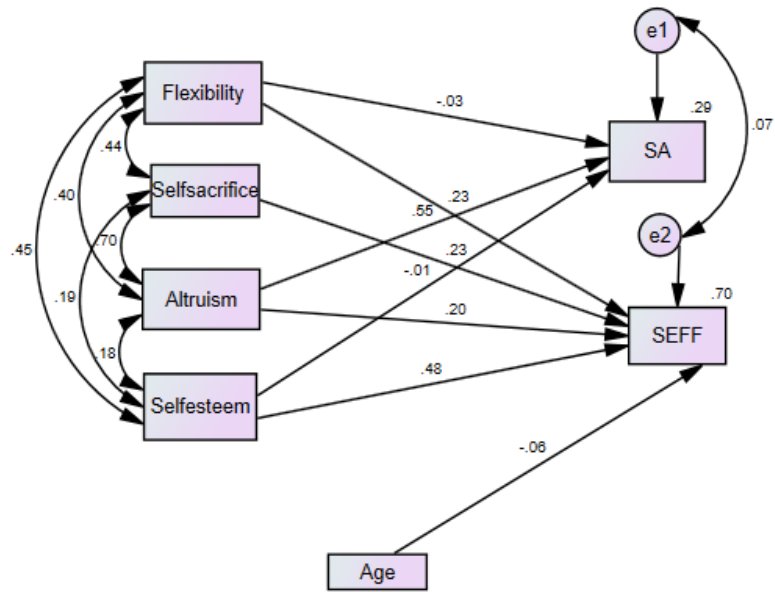 e1
Flexibility
-.03
.29
.07
SA
.44
Selfsacrifice
.40
.55
.23
e2
.45
.70
.23
-.01
.19
Altruism
.20
.70
SEFF
.18
.48
Selfesteem
-.06
Age